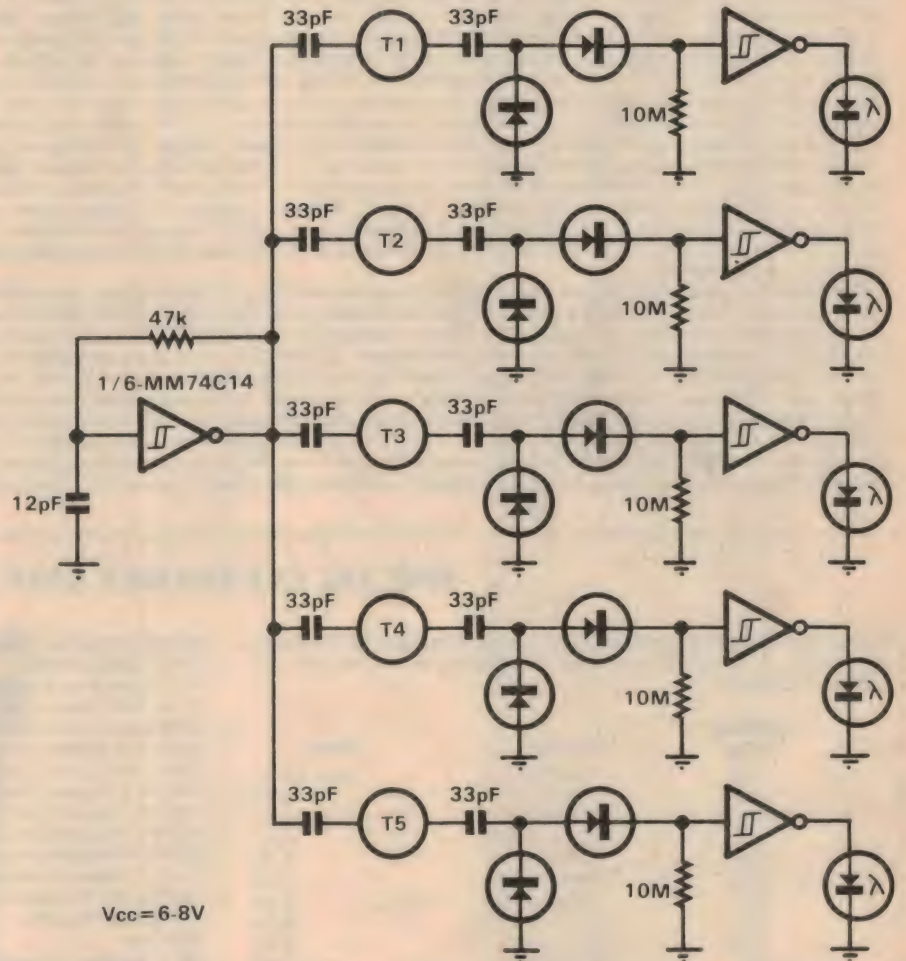 33pF
T1
33pF
10M
λ
33pF
T2
33pF
10M
λ
47k
1/6-MM74C14
12pF
33pF
T3
33pF
10M
λ
33pF
T4
33pF
10M
λ
33pF
T5
33pF
10M
λ
Vcc=6-8V